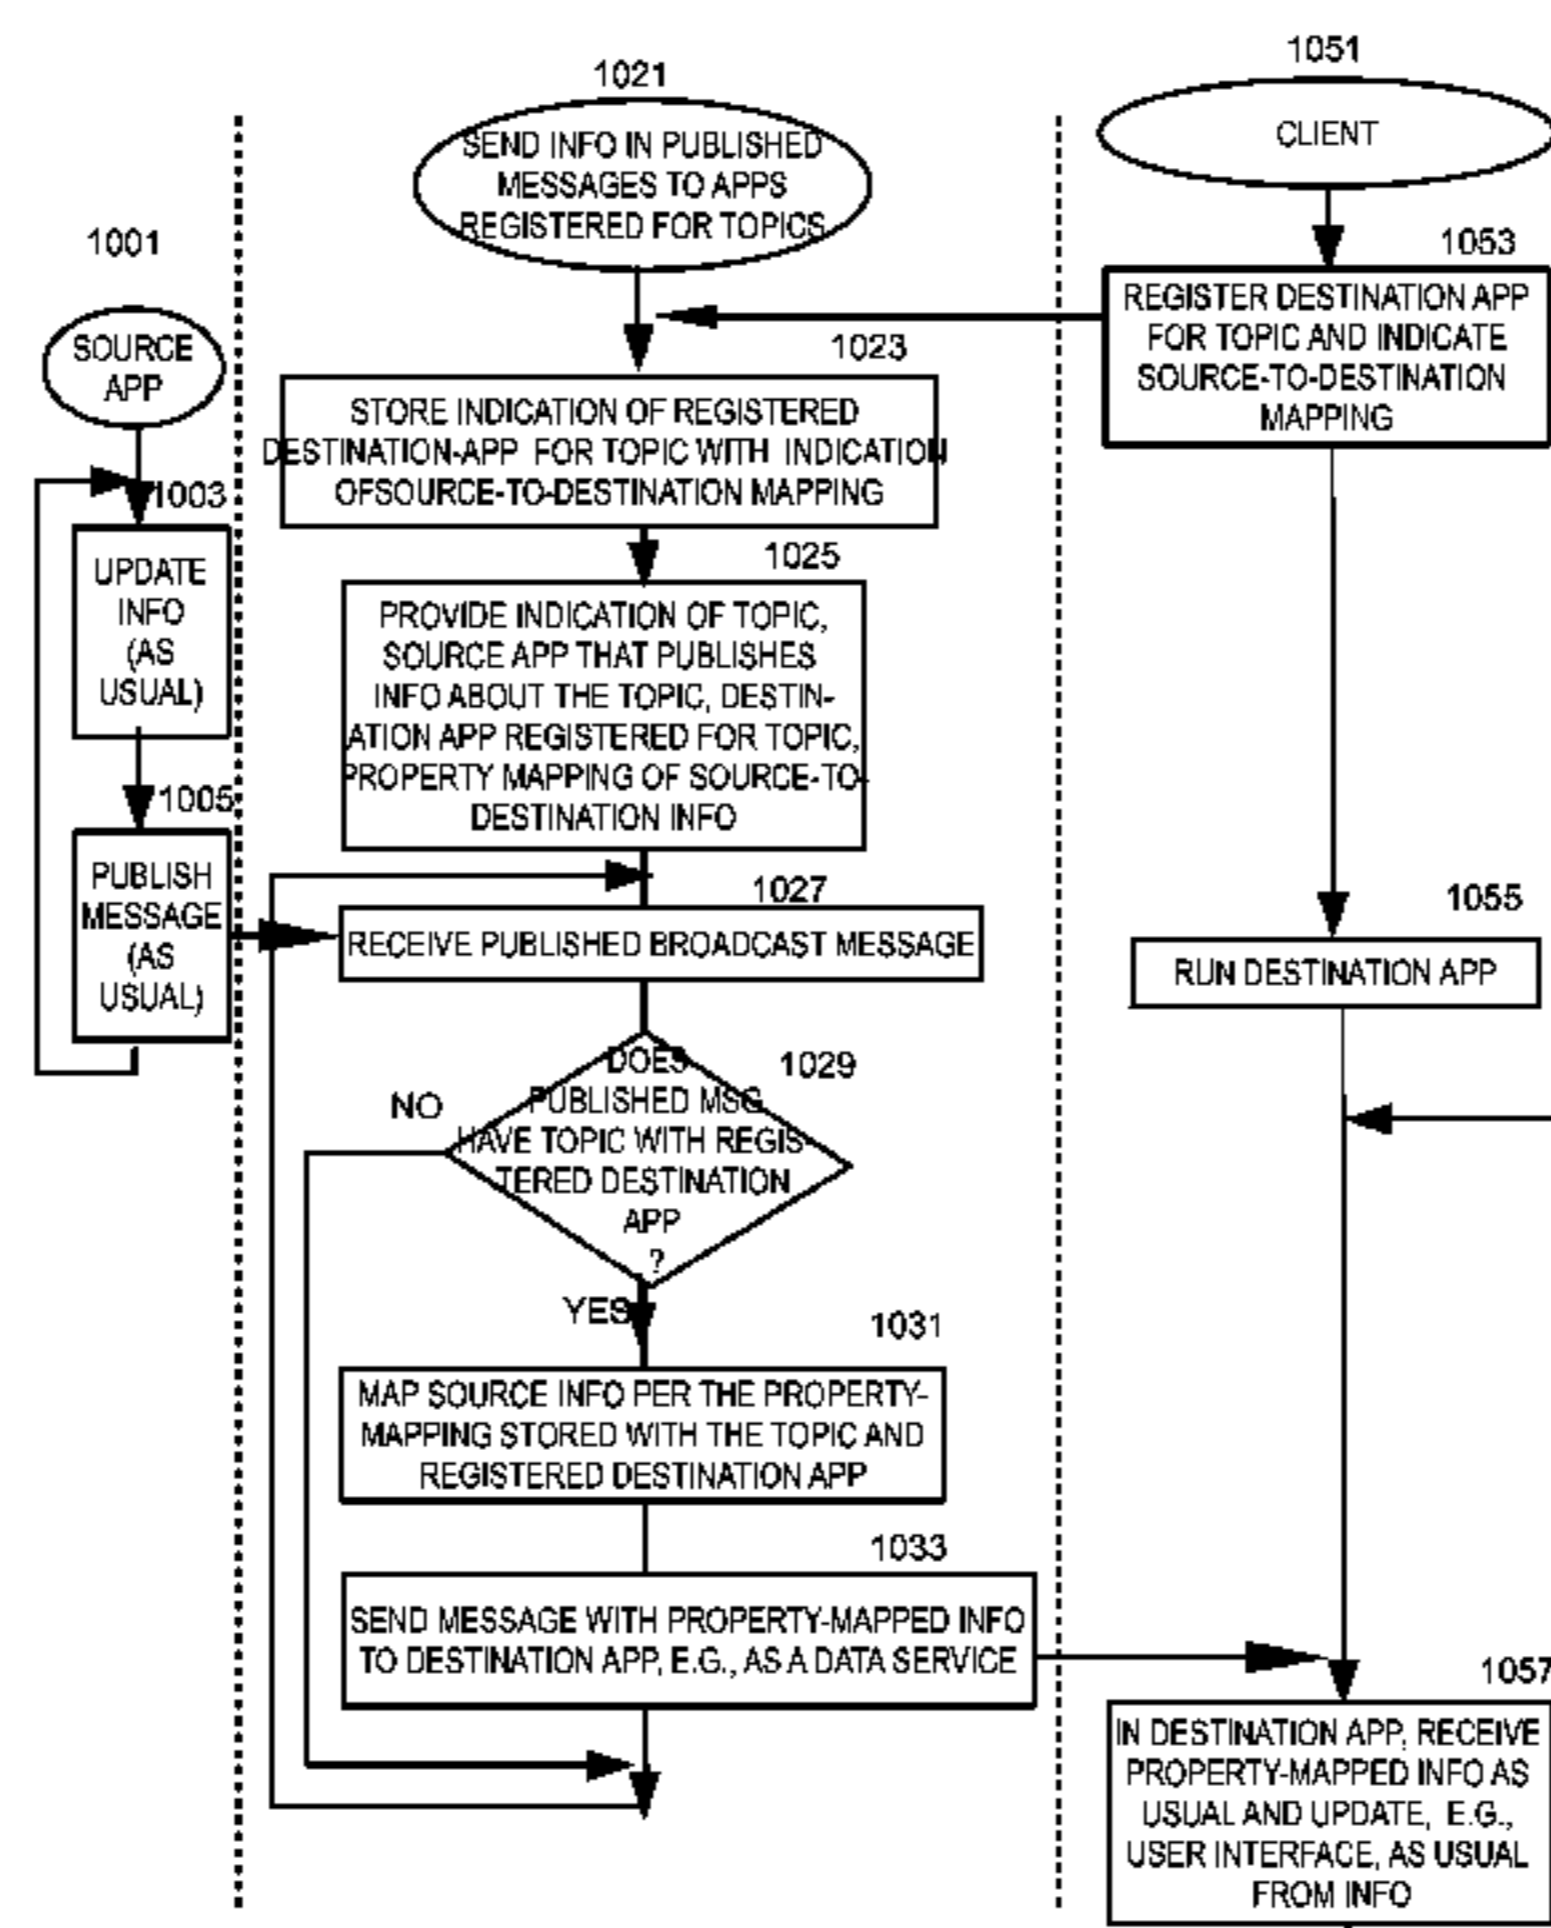 1001
SOURCE
APP
1003
UPDATE
INFO
(AS
USUAL)
1005
PUBLISH
MESSAGE
(AS
USUAL)
1021
SEND INFO IN PUBLISHED
MESSAGES TO APPS
REGISTERED FOR TOPICS
1023
STORE INDICATION OF REGISTERED
DESTINATION-APP FOR TOPIC WITH INDICATION
OFSOURCE-TO-DESTINATION MAPPING
1025
PROVIDE INDICATION OF TOPIC,
SOURCE APP THAT PUBLISHES
INFO ABOUT THE TOPIC, DESTIN-
ATION APP REGISTERED FOR TOPIC,
PROPERTY MAPPING OF SOURCE-TO-
DESTINATION INFO
1027
RECEIVE PUBLISHED BROADCAST MESSAGE
1029
DOES
PUBLISHED MSG
HAVE TOPIC WITH REGIS-
TERED DESTINATION
APP
?
NO
YES
1031
MAP SOURCE INFO PER THE PROPERTY-
MAPPING STORED WITH THE TOPIC AND
REGISTERED DESTINATION APP
1033
SEND MESSAGE WITH PROPERTY-MAPPED INFO
TO DESTINATION APP, E.G., AS A DATA SERVICE
1051
CLIENT
1053
REGISTER DESTINATION APP
FOR TOPIC AND INDICATE
SOURCE-TO-DESTINATION
MAPPING
1055
RUN DESTINATION APP
1057
IN DESTINATION APP, RECEIVE
PROPERTY-MAPPED INFO AS
USUAL AND UPDATE, E.G.,
USER INTERFACE, AS USUAL
FROM INFO